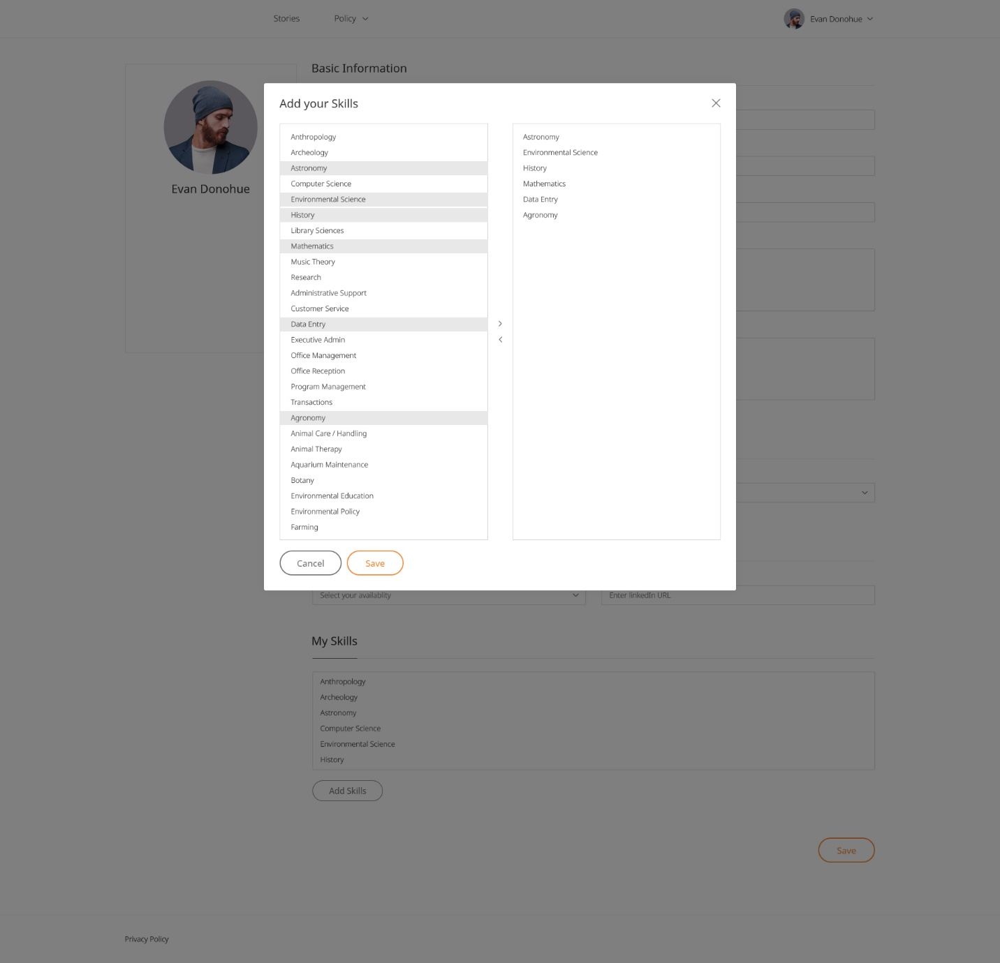 Stories
Policy
Evan Donohue
Basic Information
Evan Donohue
Add your Skills
Anthropology
Archeology
Astronomy
Computer Science
Environmental Science
History
Library Sciences
Mathematics
Music Theory
Research
Administrative Support
Customer Service
Data Entry
Executive Admin
Office Management
Office Reception
Program Management
Transactions
Agronomy
Animal Care / Handling
Animal Therapy
Aquarium Maintenance
Botany
Environmental Education
Environmental Policy
Farming
Astronomy
Environmental Science
History
Mathematics
Data Entry
Agronomy
Cancel
Save
Select your availablity
Enter linkedIn URL
My Skills
Anthropology
Archeology
Astronomy
Computer Science
Environmental Science
History
Add Skills
Save
Privacy Policy